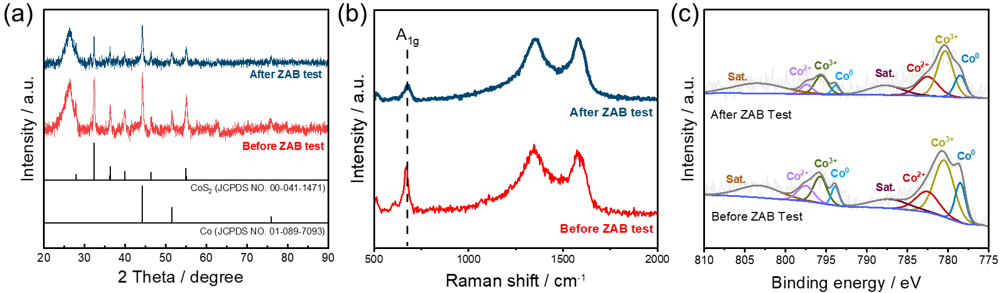 (a)
Intensity / a.u.
After ZAB test
Before ZAB test
CoS2 (JCPDS NO. 00-041-1471)
Co (JCPDS NO. 01-089-7093)
20 30 40 50 60 70 80 90
2 Theta / degree
(b)
Intensity / a.u.
A1g
After ZAB test
Before ZAB test
500 1000 1500 2000
Raman shift / cm-1
(c)
Intensity / a.u.
Sat.
Co2+
Co3+
Co0
Sat.
Co2+
Co3+
Co0
After ZAB Test
Sat.
Co2+
Co3+
Co0
Sat.
Co2+
Co3+
Co0
Before ZAB Test
810 805 800 795 790 785 780 775
Binding energy / eV